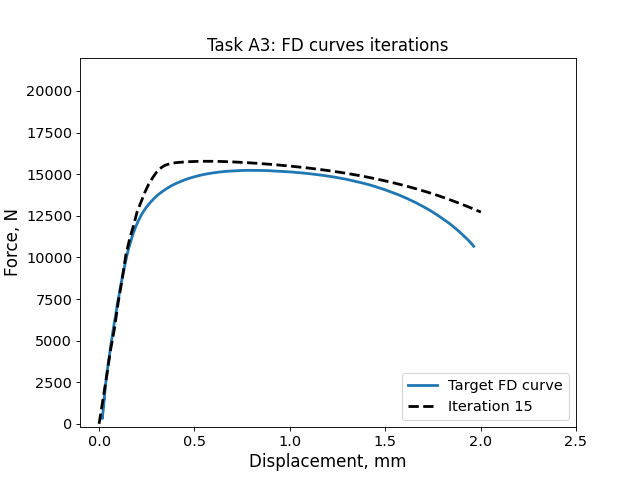 Task A3: FD curves iterations
Force, N
20000
17500
15000
12500
10000
7500
5000
2500
0
0.0 0.5 1.0 1.5 2.0 2.5
Displacement, mm
Target FD curve
Iteration 15